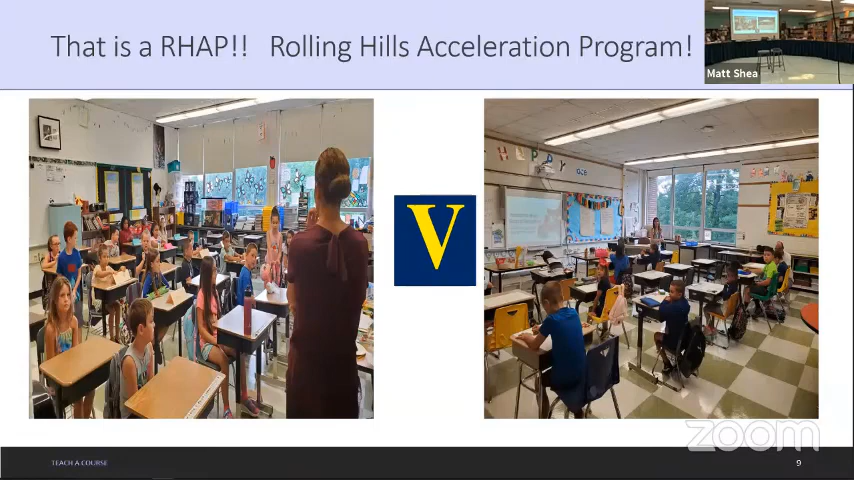 That is a RHAP!! Rolling Hills Acceleration Program!
Matt Shea
V
zoom
TEACH A COURSE
9